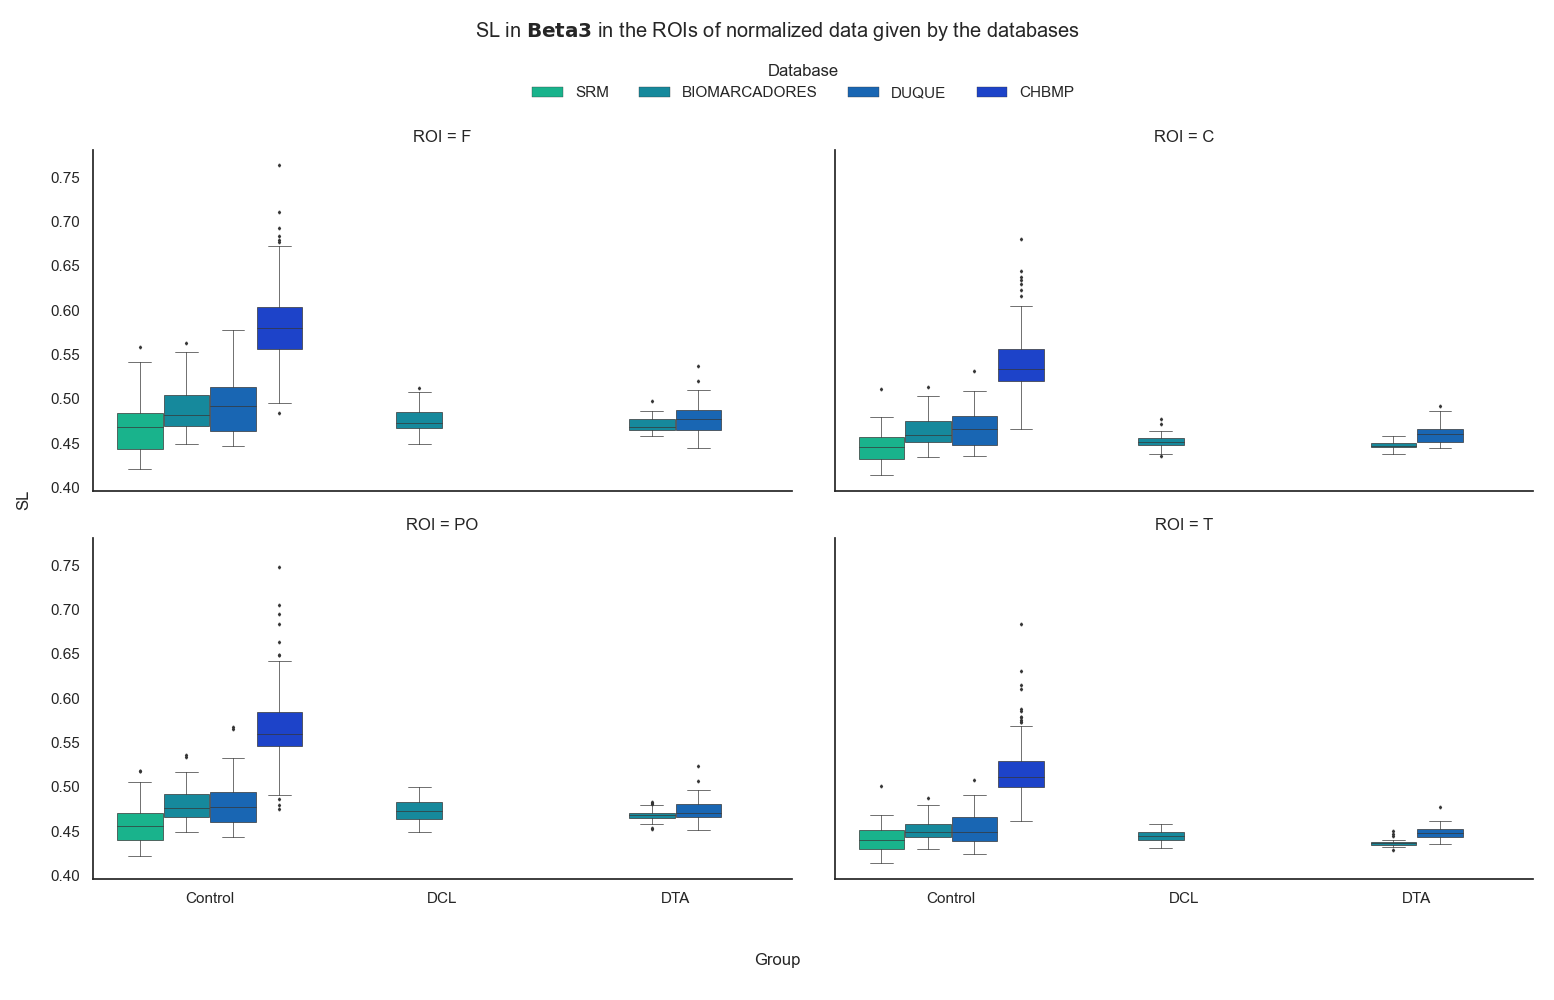 SL in Beta3 in the ROIs of normalized data given by the databases
Database
SRM BIOMARCADORES DUQUE CHBMP
ROI = F
0.75
0.70
0.65
0.60
0.55
0.50
0.45
0.40
ROI = C
SL
ROI = PO
0.75
0.70
0.65
0.60
0.55
0.50
0.45
0.40
Control DCL DTA
ROI = T
Control DCL DTA
Group